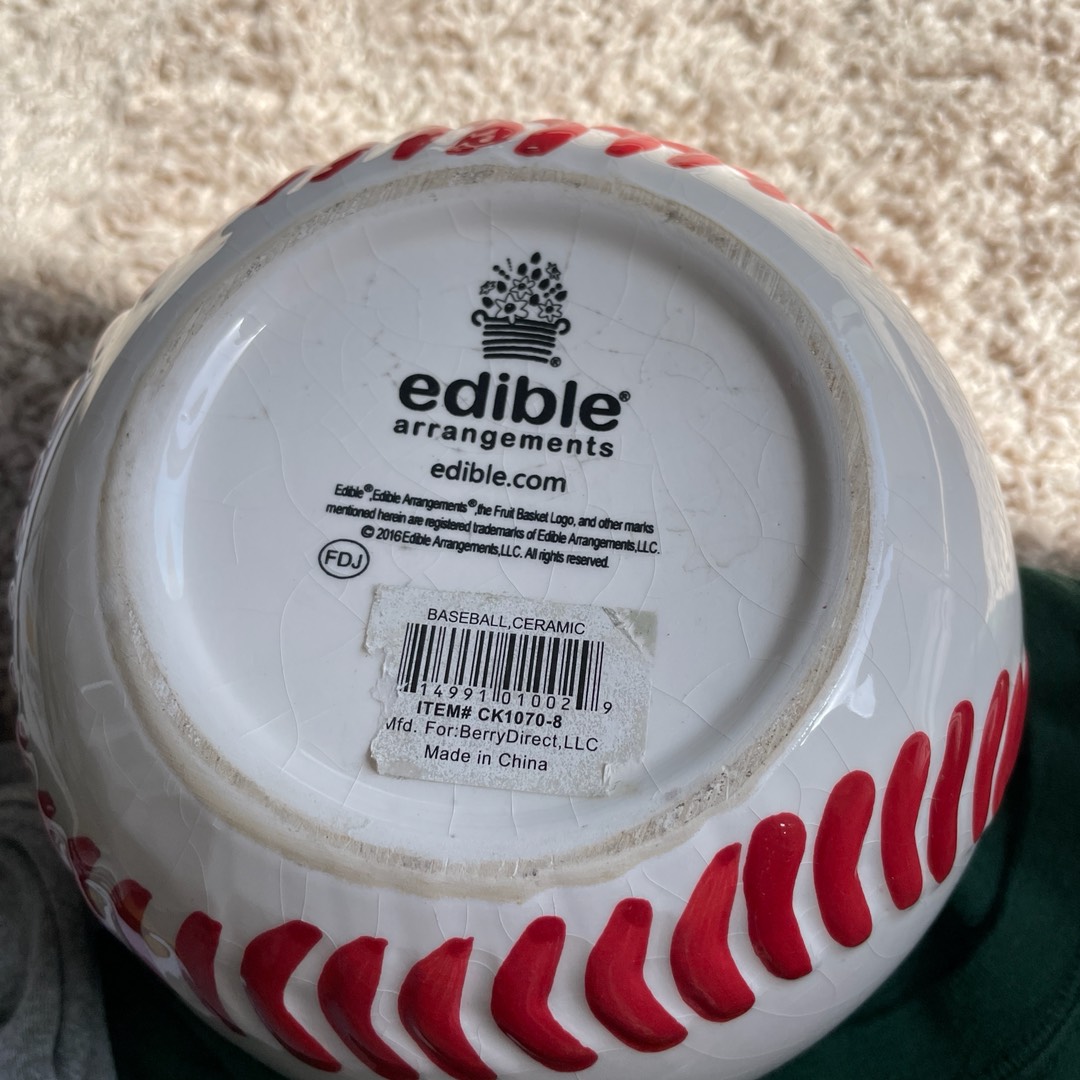 ®
edible®
arrangements
edible.com
Edible®,Edible Arrangements®,the Fruit Basket Logo, and other marks
mentioned herein are registered trademarks of Edible Arrangements,LLC.
© 2016 Edible Arrangements,LLC. All rights reserved.
FDJ
BASEBALL,CERAMIC
14991 01002 9
ITEM# CK1070-8
Mfd. For:BerryDirect,LLC
Made in China